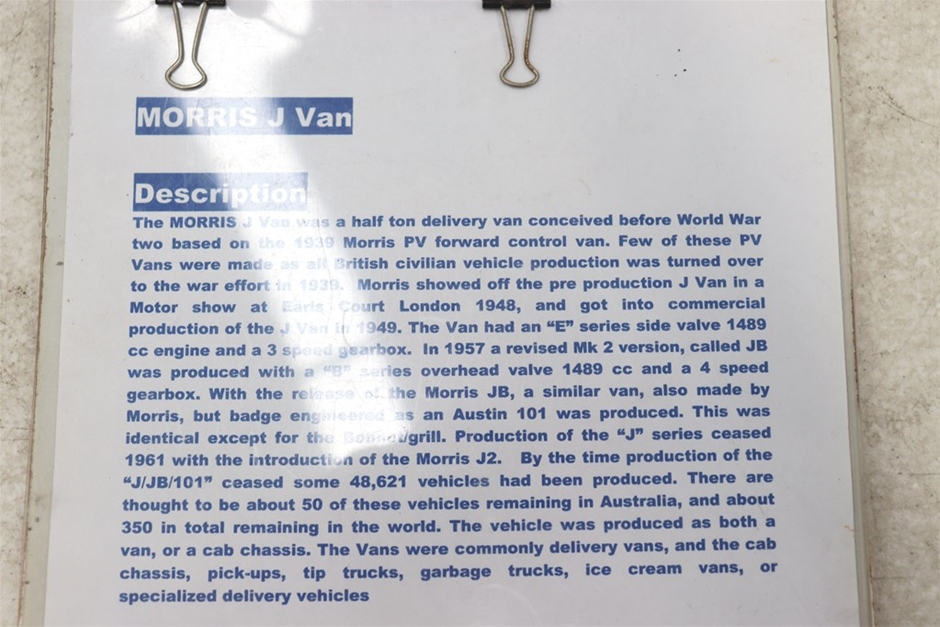 MORRIS J Van
Description
The MORRIS J Van was a half ton delivery van conceived before World War
two based on the 1939 Morris PV forward control van. Few of these PV
Vans were made as all British civilian vehicle production was turned over
to the war effort in 1939. Morris showed off the pre production J Van in a
Motor show at Earls Court London 1948, and got into commercial
production of the J Van in 1949. The Van had an “E” series side valve 1489
cc engine and a 3 speed gearbox. In 1957 a revised Mk 2 version, called JB
was produced with a “B” series overhead valve 1489 cc and a 4 speed
gearbox. With the release of the Morris JB, a similar van, also made by
Morris, but badge engineered as an Austin 101 was produced. This was
identical except for the Bonnet/grill. Production of the “J” series ceased
1961 with the introduction of the Morris J2. By the time production of the
“J/JB/101” ceased some 48,621 vehicles had been produced. There are
thought to be about 50 of these vehicles remaining in Australia, and about
350 in total remaining in the world. The vehicle was produced as both a
van, or a cab chassis. The Vans were commonly delivery vans, and the cab
chassis, pick-ups, tip trucks, garbage trucks, ice cream vans, or
specialized delivery vehicles